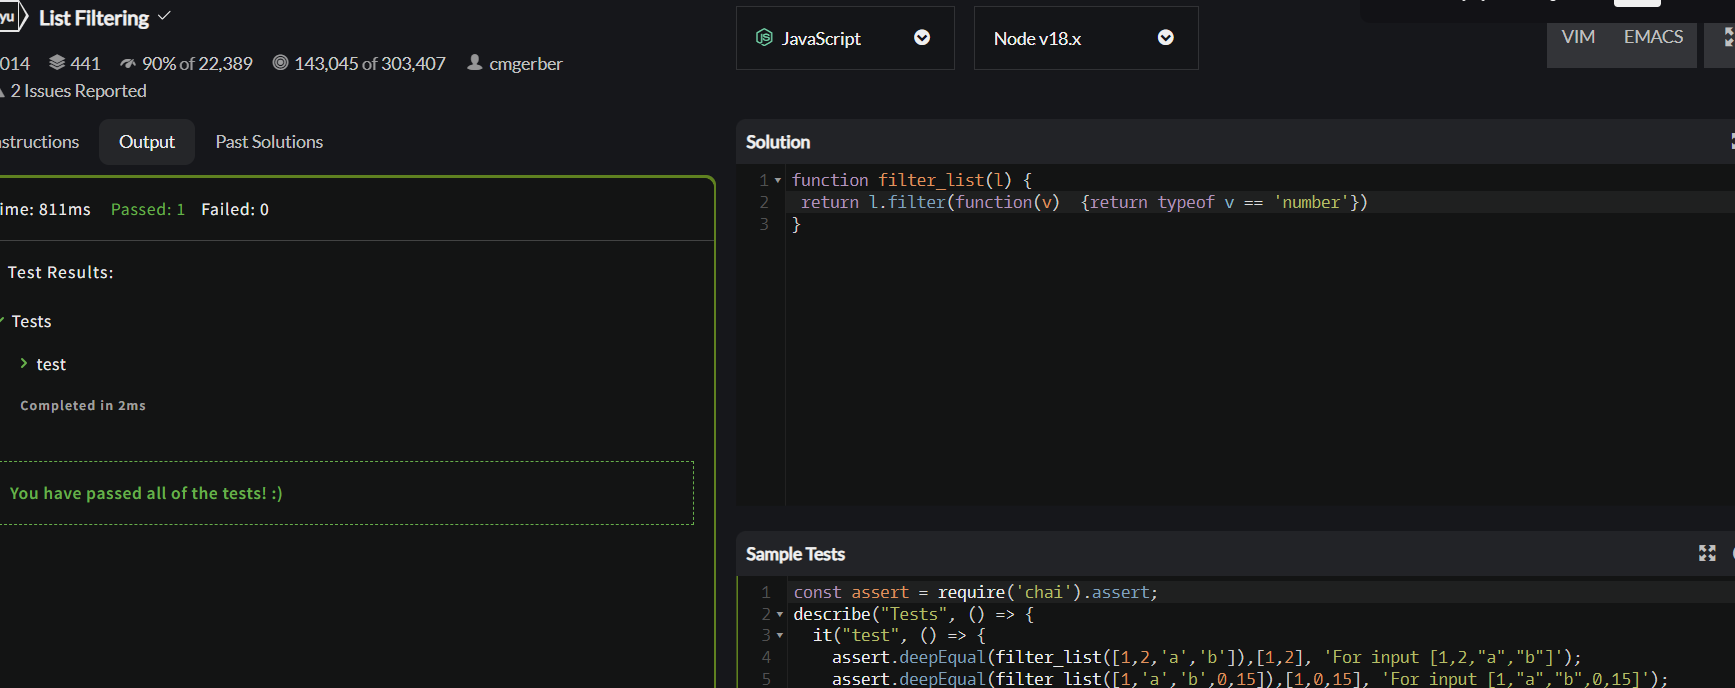 yu List Filtering
014 441 90% of 22,389 143,045 of 303,407 cmgerber
2 Issues Reported
nstructions Output Past Solutions
ime: 811ms Passed: 1 Failed: 0
Test Results:
Tests
test
Completed in 2ms
You have passed all of the tests! :)
JavaScript
Node v18.x
VIM EMACS
Solution
1 function filter_list(l) {
2 return l.filter(function(v)  {return typeof v == 'number'})
3 }
Sample Tests
1 const assert = require('chai').assert;
2 describe("Tests", () => {
3 it("test", () => {
4 assert.deepEqual(filter_list([1,2,'a','b']),[1,2], 'For input [1,2,"a","b"]');
5 assert.deepEqual(filter_list([1,'a','b',0,15]),[1,0,15], 'For input [1,"a","b",0,15]');